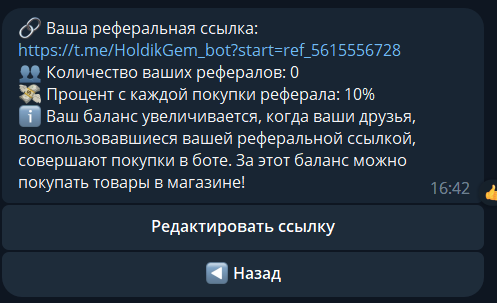 🔗 Ваша реферальная ссылка:
https://t.me/HoldikGem_bot?start=ref_5615556728
👥 Количество ваших рефералов: 0
💸 Процент с каждой покупки реферала: 10%
ℹ️ Ваш баланс увеличивается, когда ваши друзья,
воспользовавшиеся вашей реферальной ссылкой,
совершают покупки в боте. За этот баланс можно
покупать товары в магазине!
16:42
Редактировать ссылку
◀️ Назад